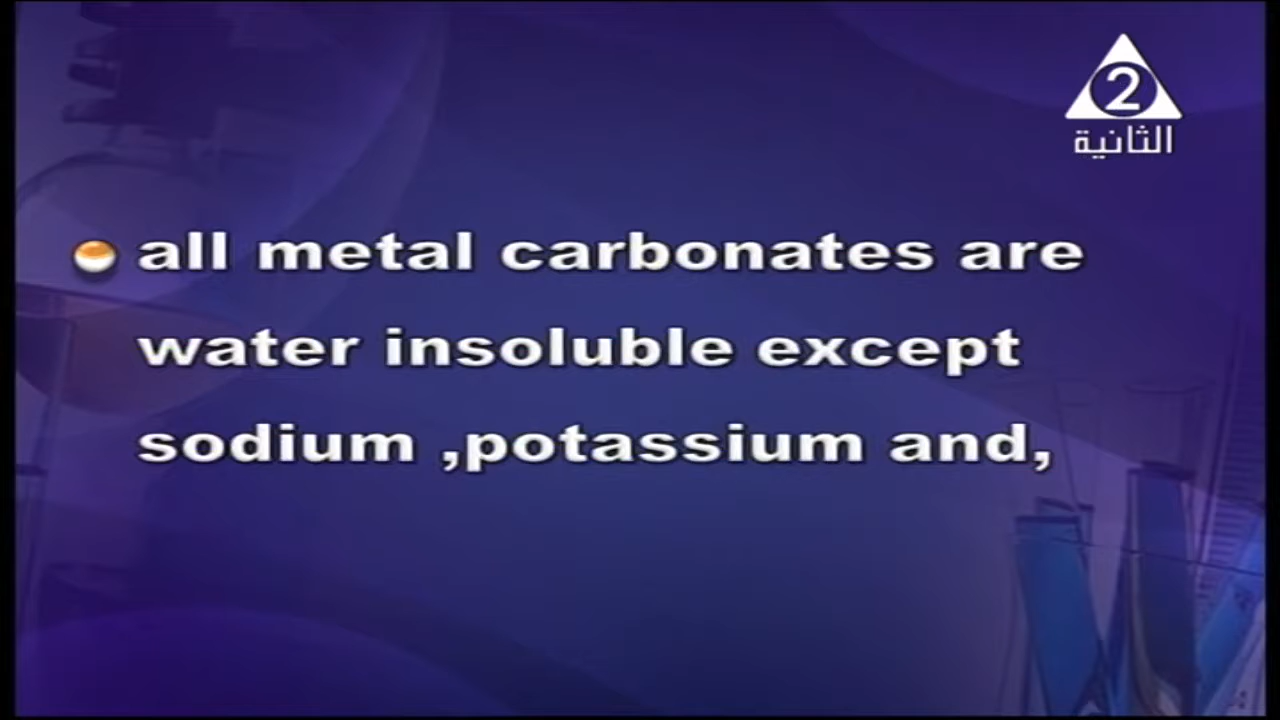 2
الثانية
all metal carbonates are
water insoluble except
sodium ,potassium and,